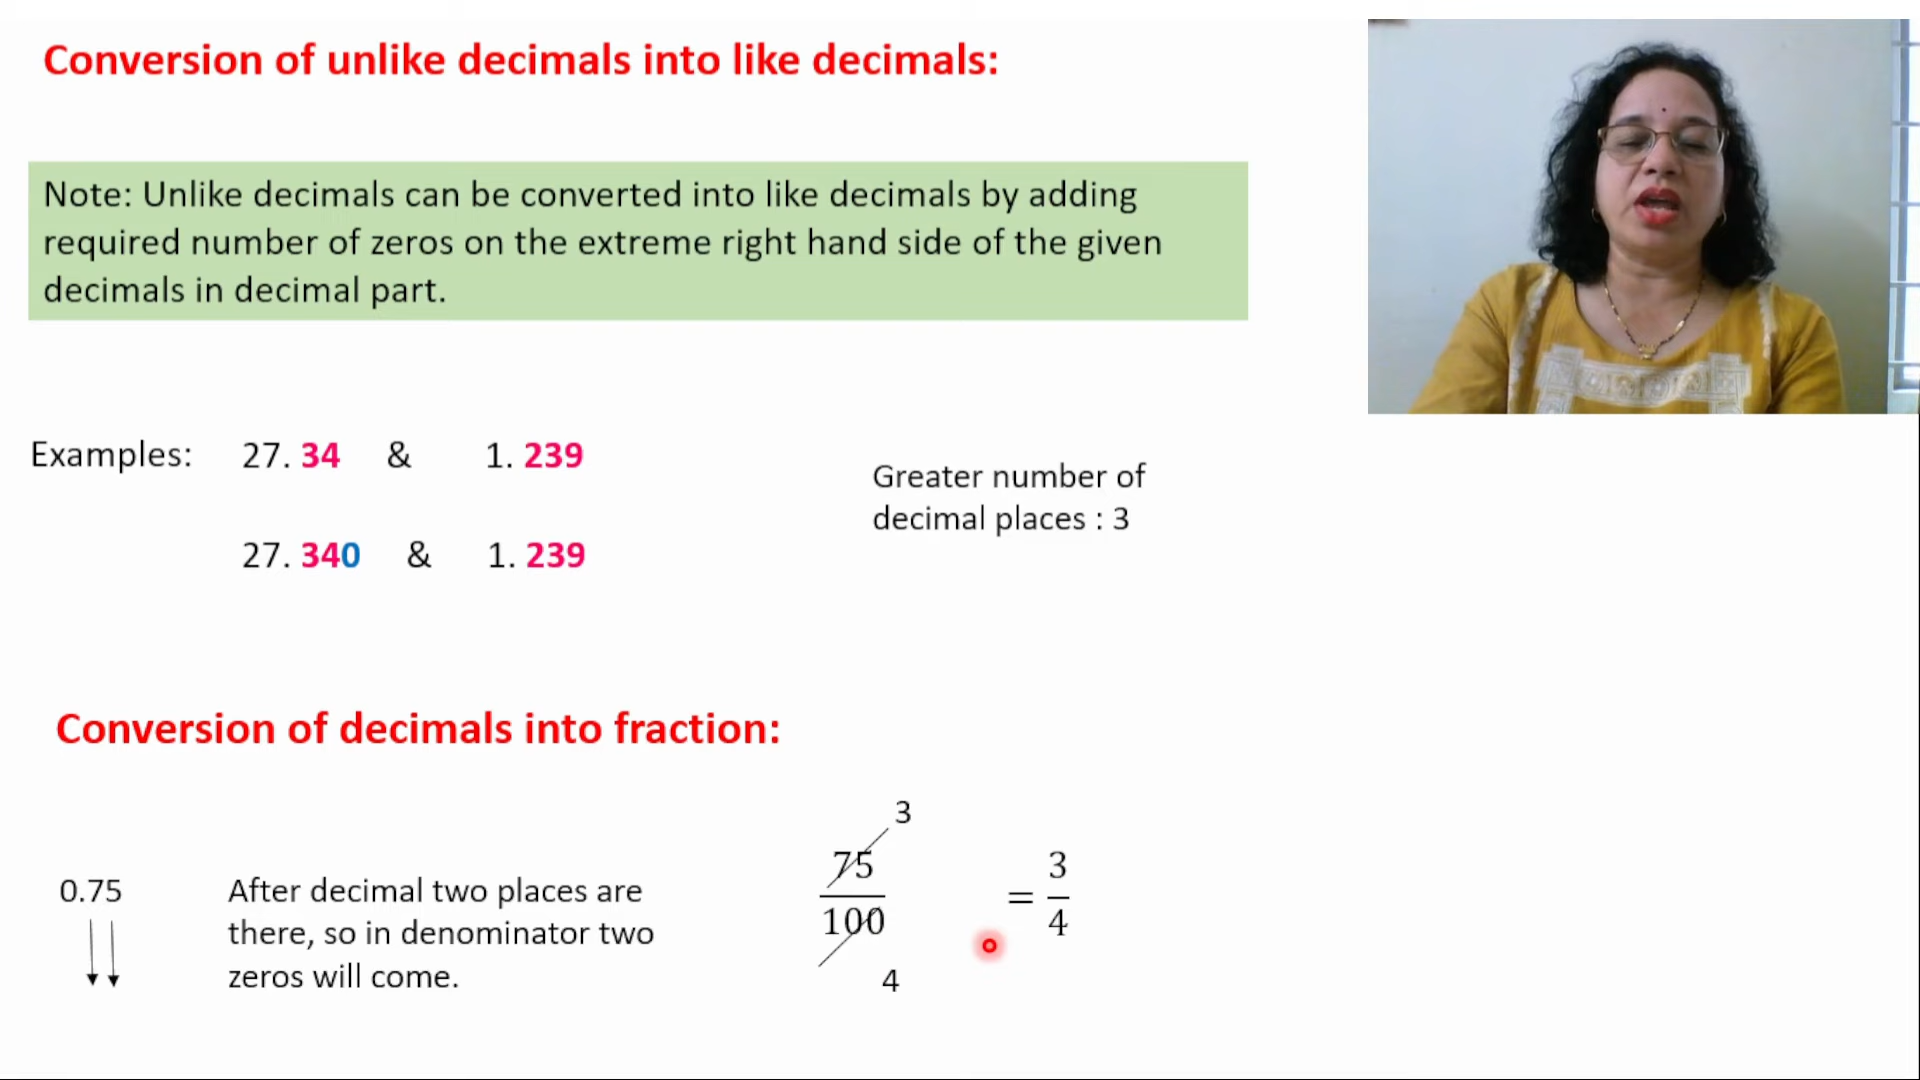 Conversion of unlike decimals into like decimals:
Note: Unlike decimals can be converted into like decimals by adding
required number of zeros on the extreme right hand side of the given
decimals in decimal part.
Examples: 27. 34 & 1. 239
Greater number of
decimal places : 3
27. 340 & 1. 239
Conversion of decimals into fraction:
0.75
After decimal two places are
there, so in denominator two
zeros will come.
3
75
100
4
= 3
4